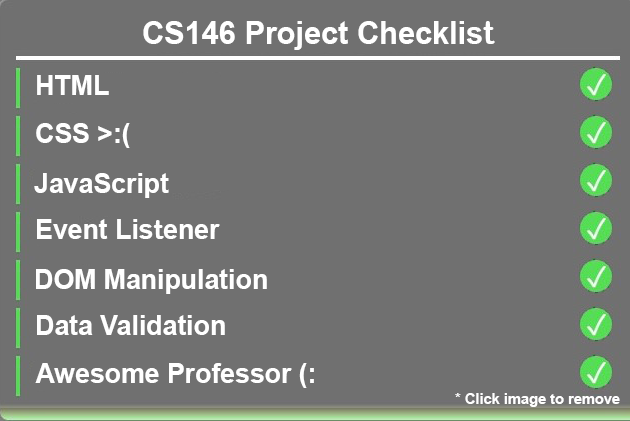 CS146 Project Checklist
HTML
CSS >:(
JavaScript
Event Listener
DOM Manipulation
Data Validation
Awesome Professor (:
* Click image to remove